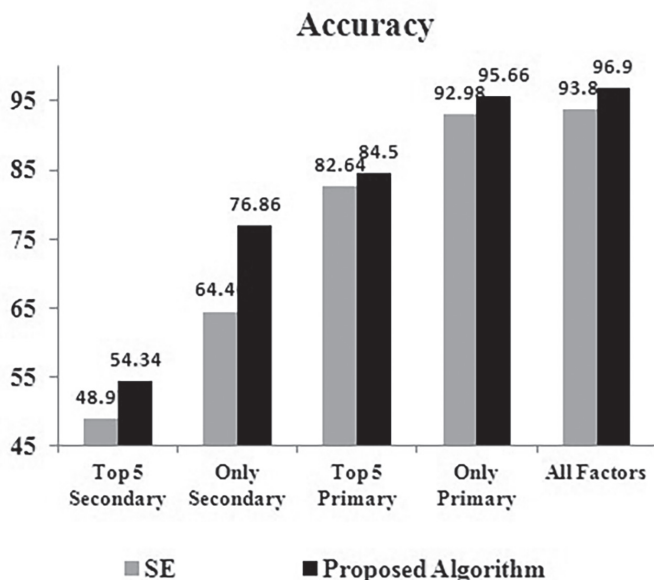 Accuracy
95
85
75
65
55
45
48.9
54.34
64.4
76.86
82.64
84.5
92.98
95.66
93.8
96.9
Top 5 Secondary
Only Secondary
Top 5 Primary
Only Primary
All Factors
SE
Proposed Algorithm